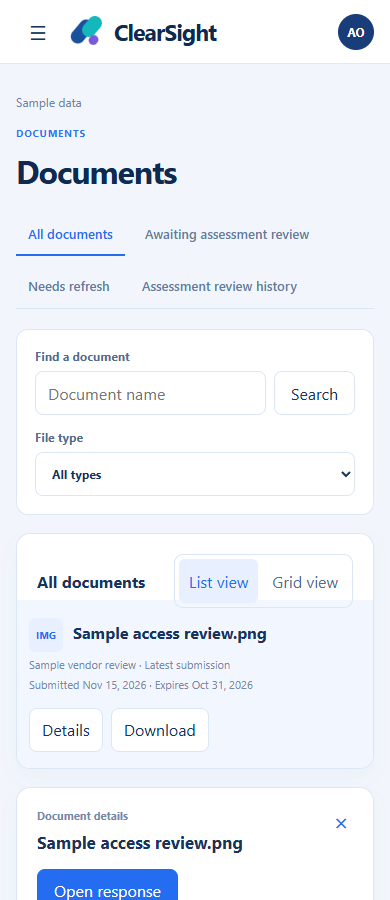 ☰ ClearSight AO
Sample data
DOCUMENTS
Documents
All documents Awaiting assessment review
Needs refresh Assessment review history
Find a document
Document name Search
File type
All types
All documents List view Grid view
IMG Sample access review.png
Sample vendor review · Latest submission
Submitted Nov 15, 2026 · Expires Oct 31, 2026
Details Download
Document details ×
Sample access review.png
Open response